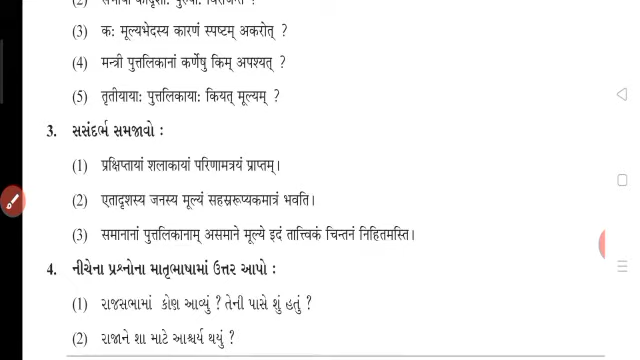 (3) कः मूल्यभेदस्य कारणं स्पष्टम् अकरोत् ?
(4) मन्त्री पुत्तलिकानां कर्णेषु किम् अपश्यत् ?
(5) तृतीयायाः पुत्तलिकायाः कियत् मूल्यम् ?
3. સસંદર્ભ સમજાવો :
(1) प्रक्षिप्तायां शलाकायां परिणामत्रयं प्राप्तम्।
(2) एतादृशस्य जनस्य मूल्यं सहस्ररूप्यकमात्रं भवति।
(3) समानानां पुत्तलिकानाम् असमाने मूल्ये इदं तात्त्विकं चिन्तनं निहितमस्ति।
4. નીચેના પ્રશ્નોના માતૃભાષામાં ઉત્તર આપો :
(1) રાજસભામાં કોણ આવ્યું ? તેની પાસે શું હતું ?
(2) રાજાને શા માટે આશ્ચર્ય થયું ?